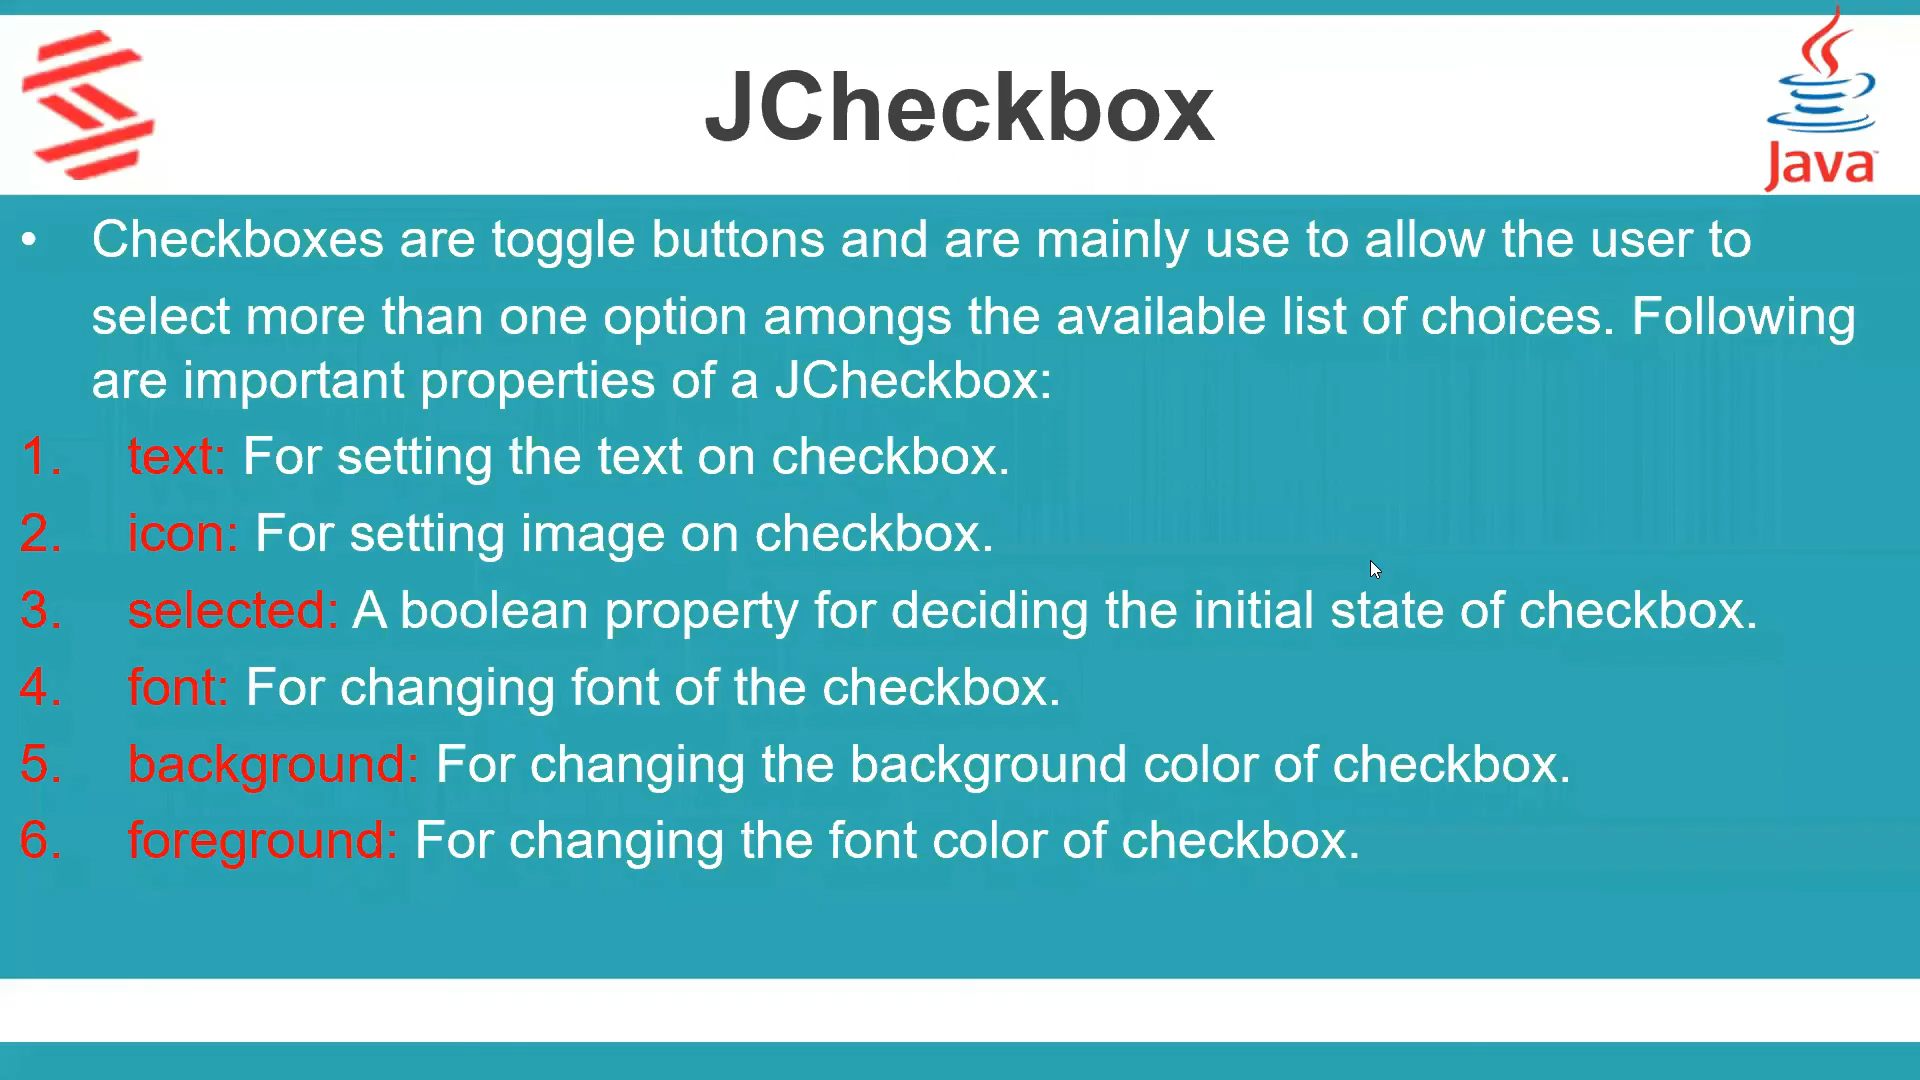 JCheckbox
Java™
• Checkboxes are toggle buttons and are mainly use to allow the user to
select more than one option amongs the available list of choices. Following
are important properties of a JCheckbox:
1. text: For setting the text on checkbox.
2. icon: For setting image on checkbox.
3. selected: A boolean property for deciding the initial state of checkbox.
4. font: For changing font of the checkbox.
5. background: For changing the background color of checkbox.
6. foreground: For changing the font color of checkbox.